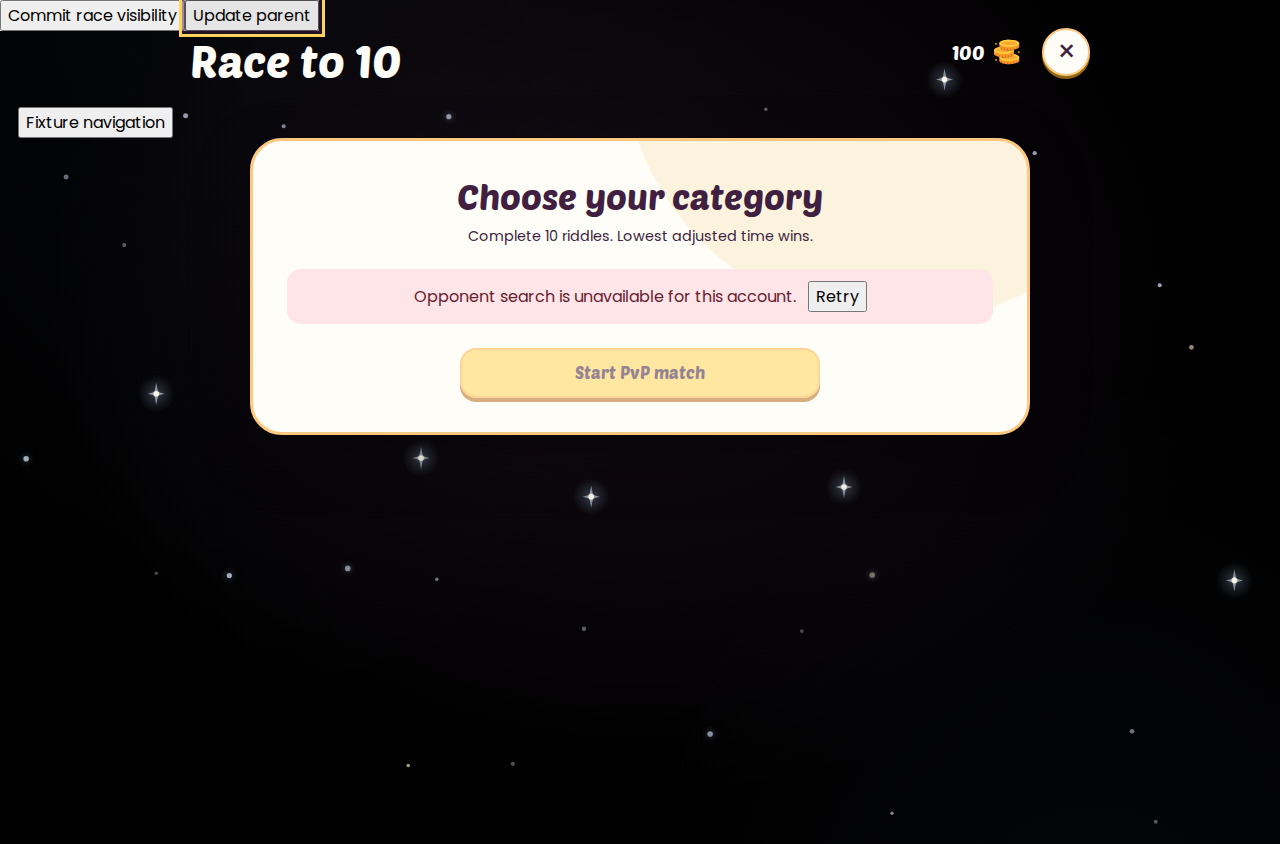 Commit race visibility Update parent
Race to 10
100
×
Fixture navigation
Choose your category
Complete 10 riddles. Lowest adjusted time wins.
Opponent search is unavailable for this account. Retry
Start PvP match